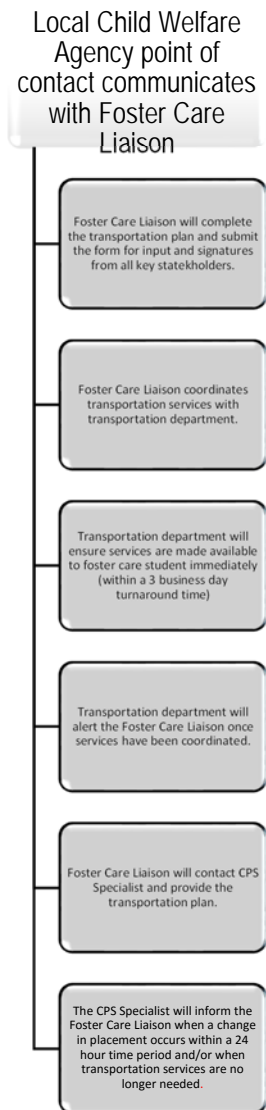 Local Child Welfare
Agency point of
contact communicates
with Foster Care
Liaison
Foster Care Liaison will complete
the transportation plan and submit
the form for input and signatures
from all key statekholders.
Foster Care Liaison coordinates
transportation services with
transportation department.
Transportation department will
ensure services are made available
to foster care student immediately
(within a 3 business day
turnaround time)
Transportation department will
alert the Foster Care Liaison once
services have been coordinated.
Foster Care Liaison will contact CPS
Specialist and provide the
transportation plan.
The CPS Specialist will inform the
Foster Care Liaison when a change
in placement occurs within a 24
hour time period and/or when
transportation services are no
longer needed.